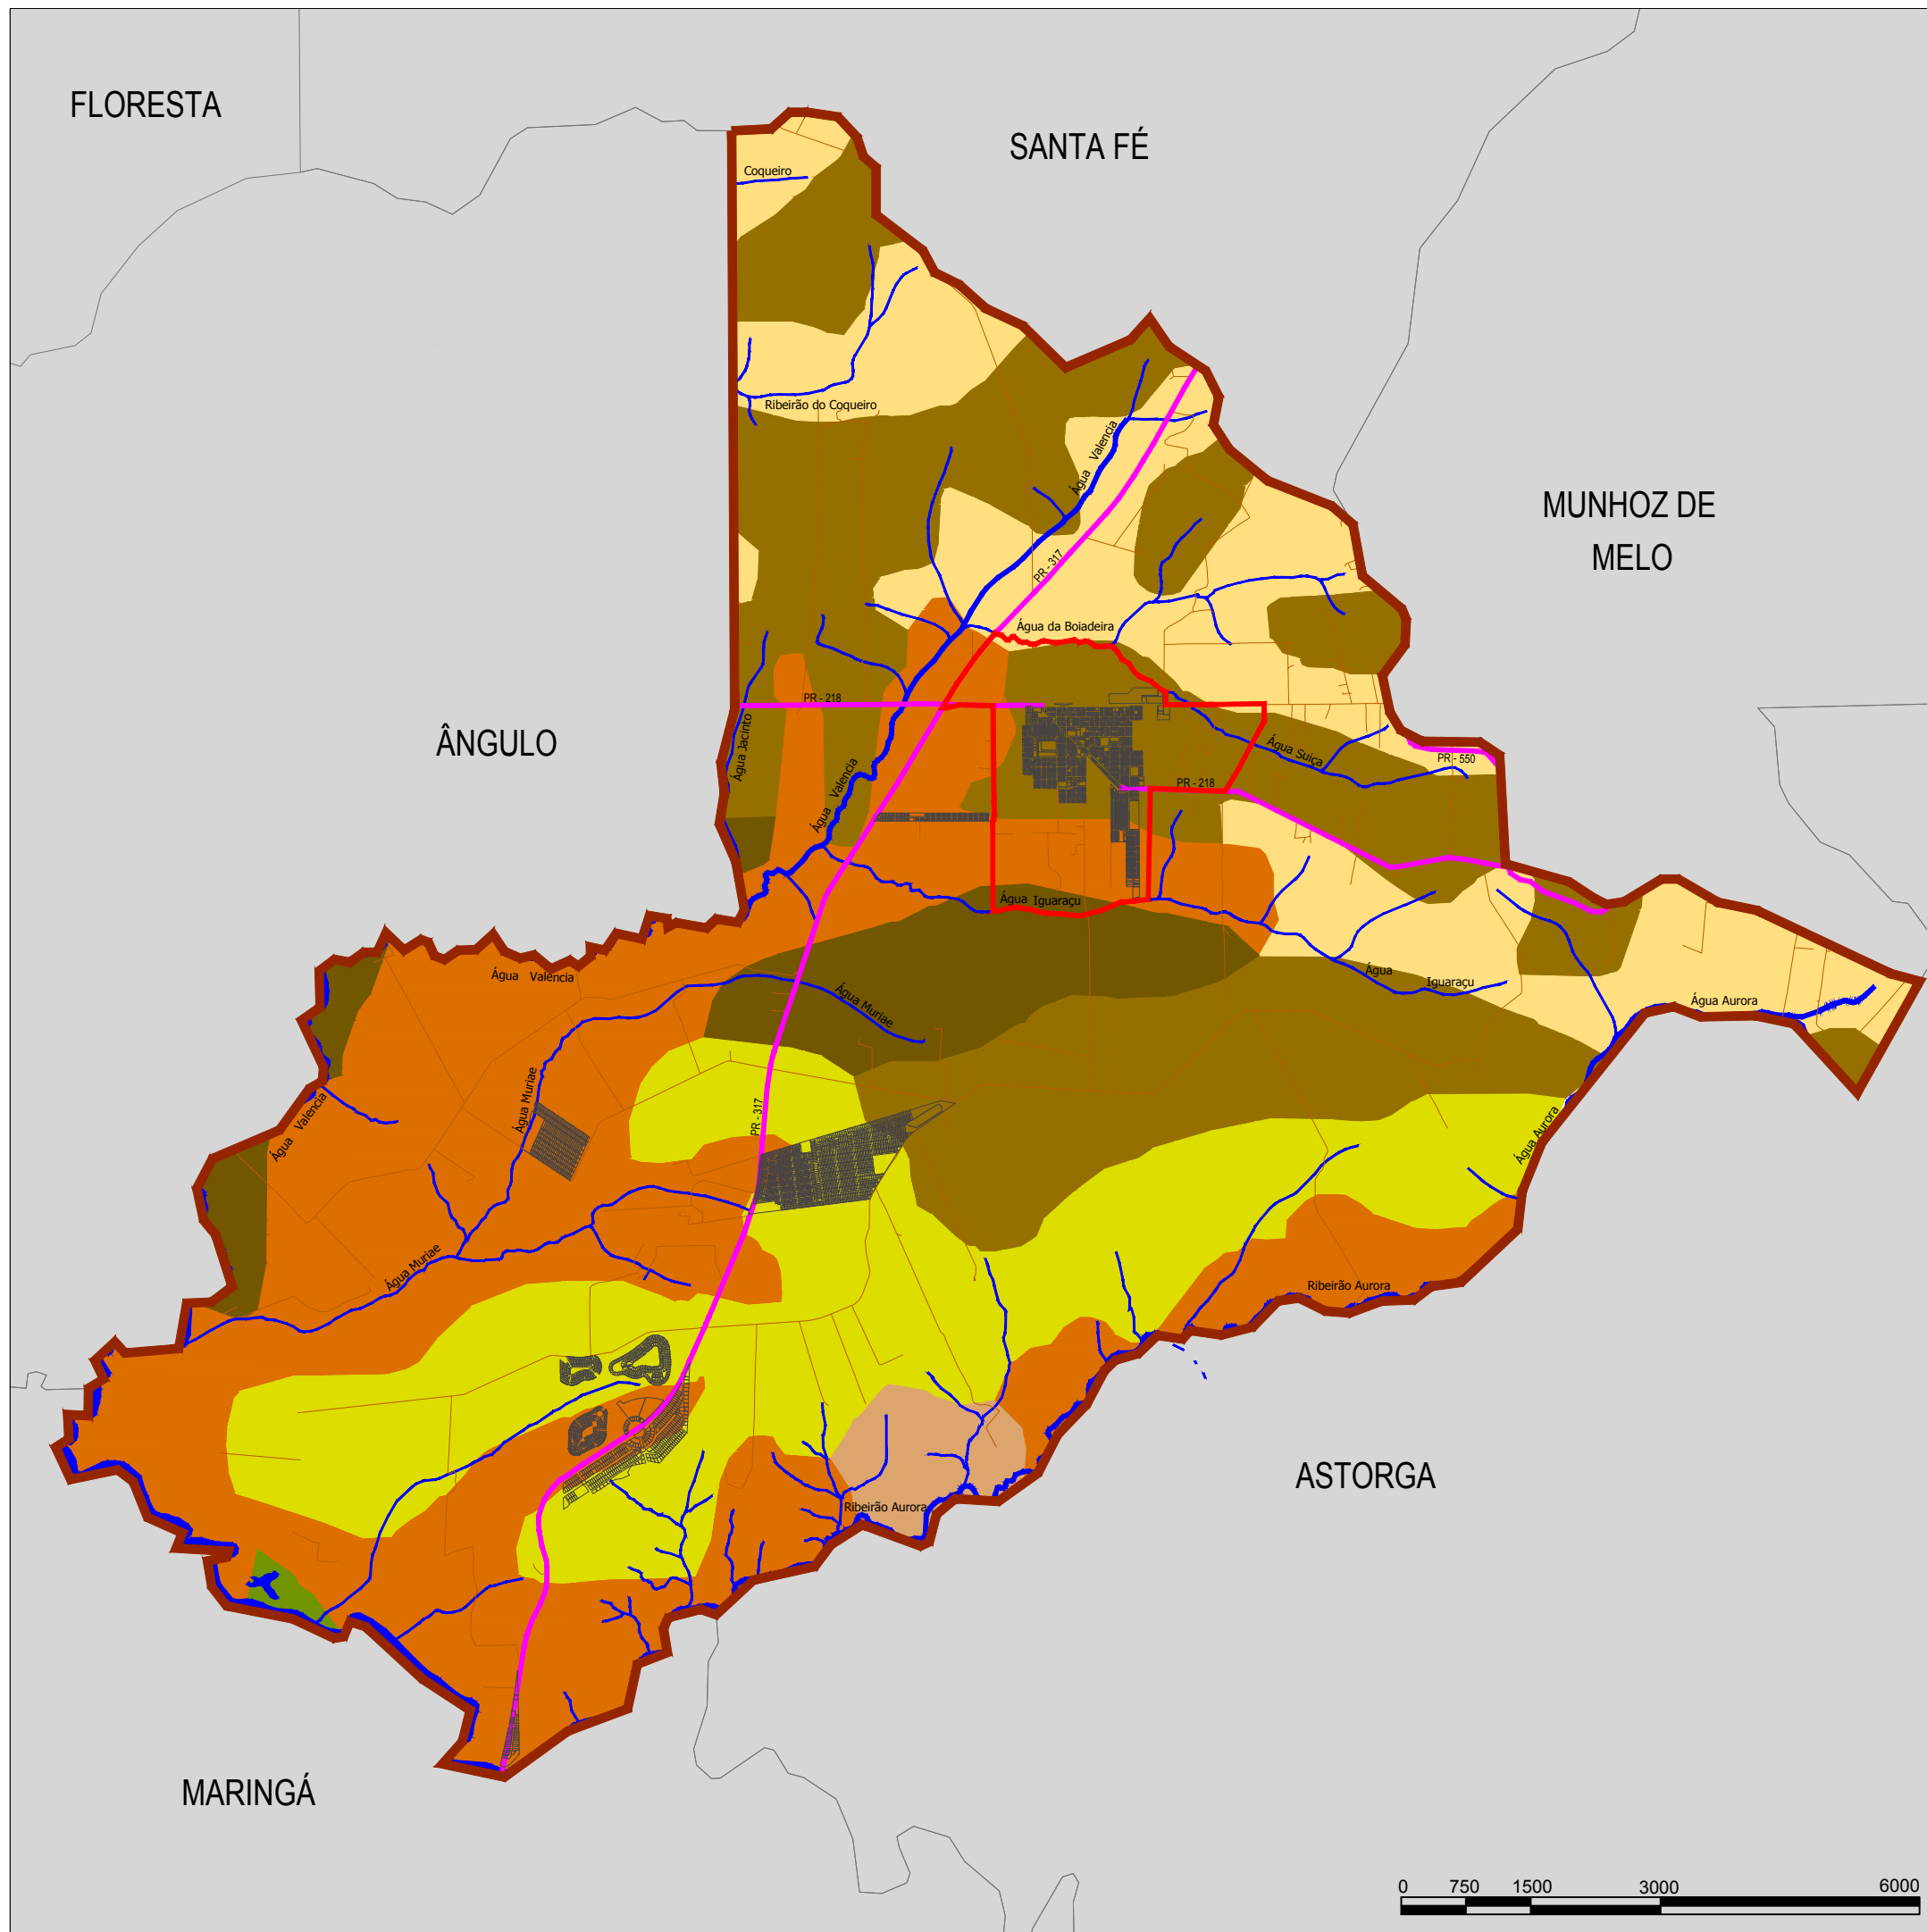 FLORESTA
SANTA FÉ
Coqueiro
Ribeirão do Coqueiro
Água Valencia
MUNHOZ DE
MELO
PR - 317
Água da Boiadeira
PR - 218
ÂNGULO
Água Jacinto
Água Suiça
PR - 550
Água Valencia
PR - 218
Água Iguaraçu
Água Valencia
Água Muriae
Água Iguaraçu
Água Aurora
Água Muriae
PR - 317
Água Valencia
Água Aurora
Água Muriae
Ribeirão Aurora
ASTORGA
Ribeirão Aurora
MARINGÁ
0 750 1500 3000 6000